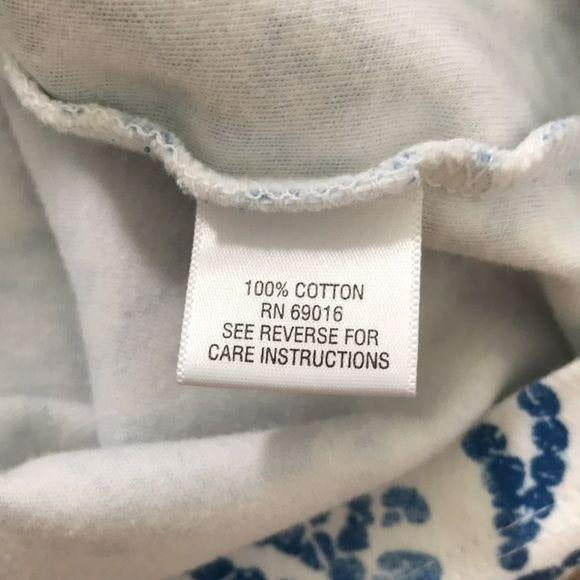 100% COTTON
RN 69016
SEE REVERSE FOR
CARE INSTRUCTIONS